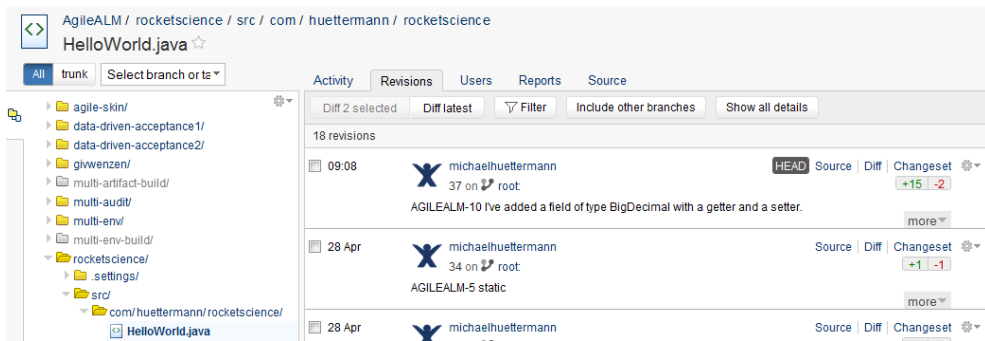 AgileALM / rocketscience / src / com / huettermann / rocketscience
HelloWorld.java
All trunk Select branch or ta
Activity Revisions Users Reports Source
Diff 2 selected Diff latest Filter Include other branches Show all details
18 revisions
agile-skin/
data-driven-acceptance1/
data-driven-acceptance2/
givwenzen/
multi-artifact-build/
multi-audit/
multi-env/
multi-env-build/
rocketscience/
.settings/
src/
com/huettermann/rocketscience/
HelloWorld.java
09:08 michaelhuettermann HEAD Source Diff Changeset
37 on root: +15 -2
AGILEALM-10 I've added a field of type BigDecimal with a getter and a setter.
more
28 Apr michaelhuettermann Source Diff Changeset
34 on root: +1 -1
AGILEALM-5 static
more
28 Apr michaelhuettermann Source Diff Changeset